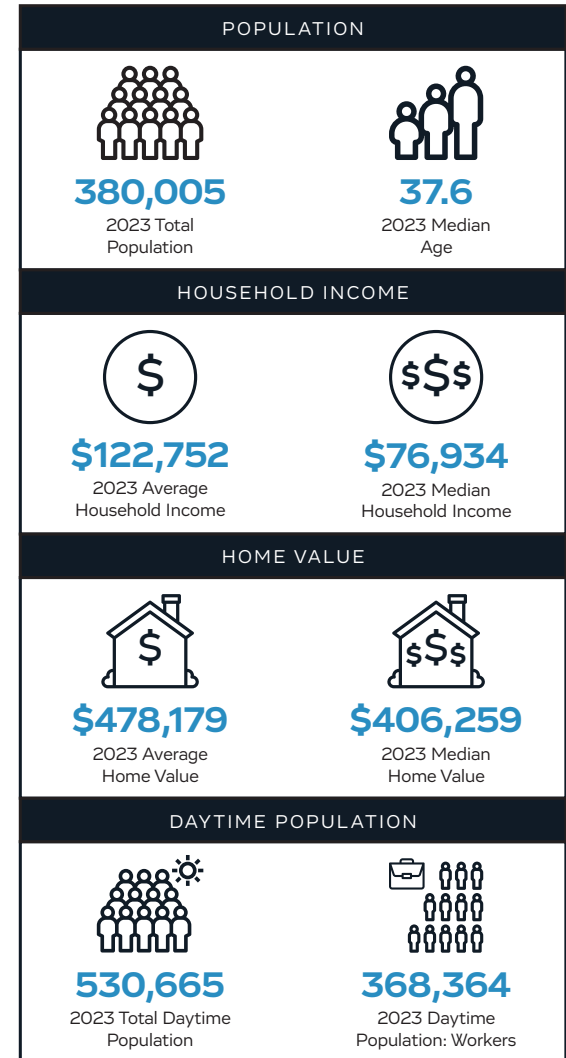 POPULATION
380,005
2023 Total
Population
37.6
2023 Median
Age
HOUSEHOLD INCOME
$
$122,752
2023 Average
Household Income
$$$
$76,934
2023 Median
Household Income
HOME VALUE
$
$478,179
2023 Average
Home Value
$$$
$406,259
2023 Median
Home Value
DAYTIME POPULATION
530,665
2023 Total Daytime
Population
368,364
2023 Daytime
Population: Workers